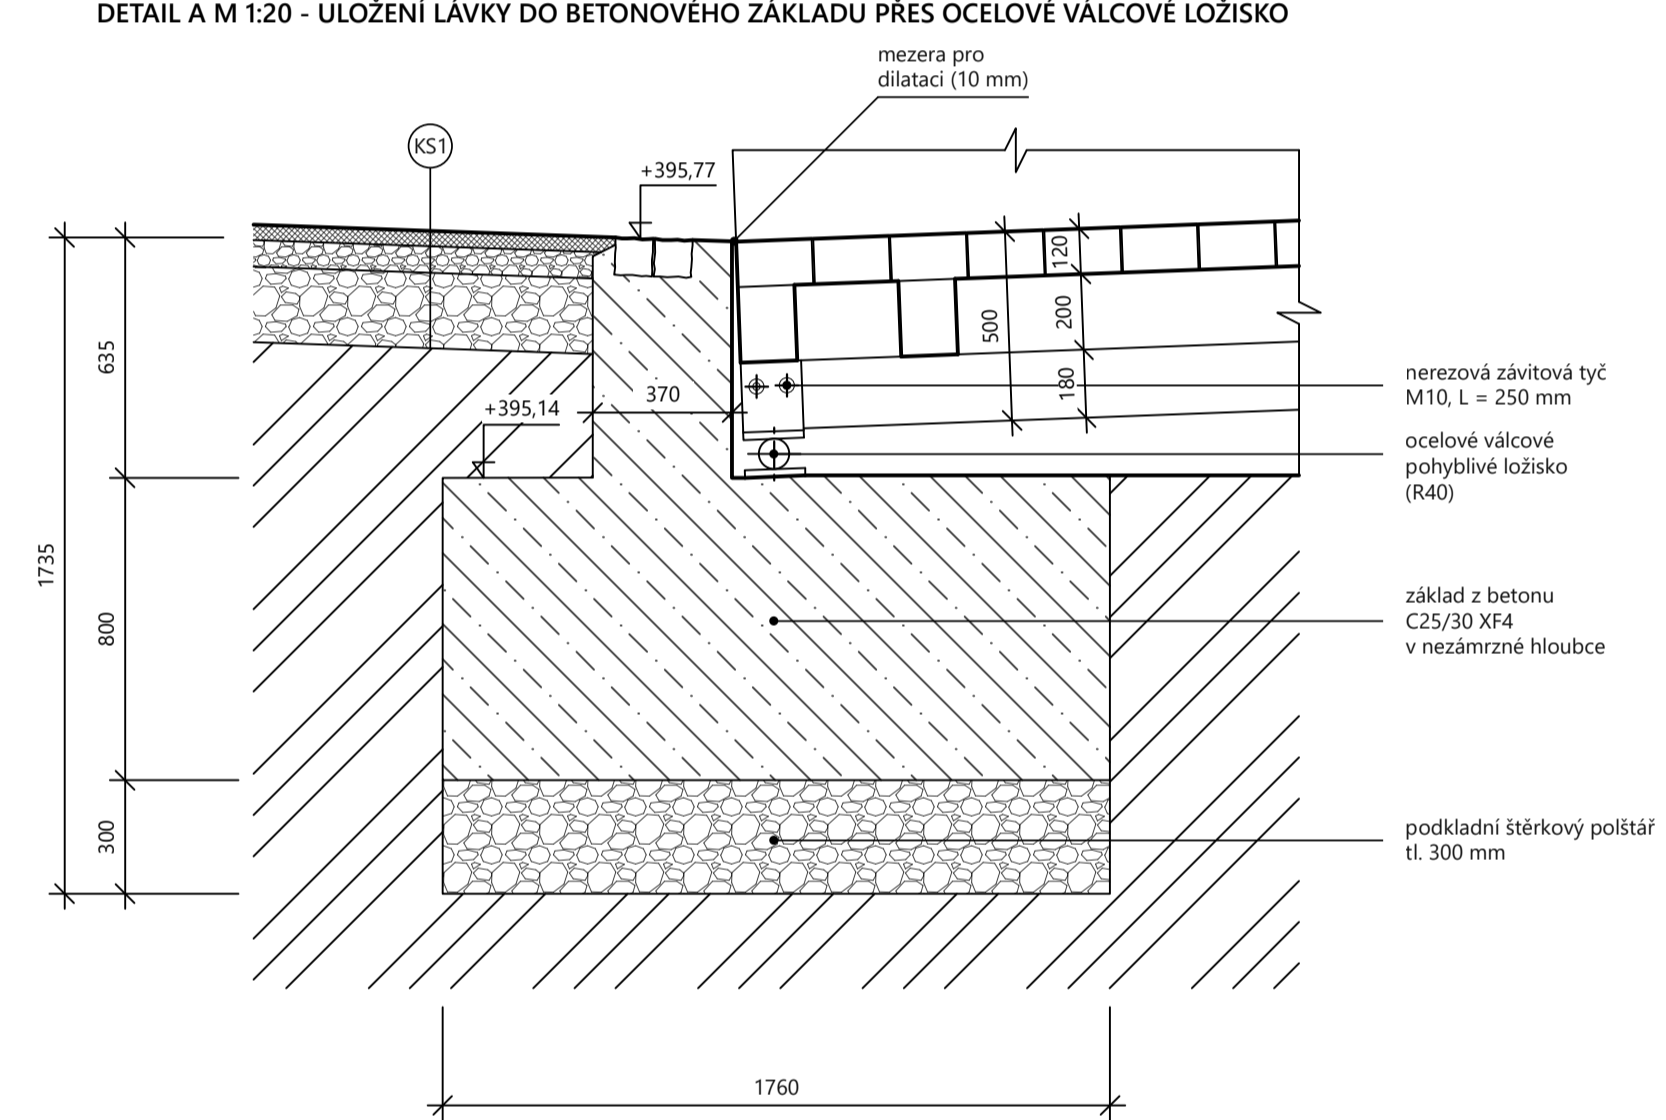 DETAIL A M 1:20 - ULOŽENÍ LÁVKY DO BETONOVÉHO ZÁKLADU PŘES OCELOVÉ VÁLCOVÉ LOŽISKO
mezera pro
dilataci (10 mm)
KS1
+395,77
120
200
500
180
635
370
+395,14
nerezová závitová tyč
M10, L = 250 mm
ocelové válcové
pohyblivé ložisko
(R40)
1735
800
základ z betonu
C25/30 XF4
v nezámrzné hloubce
300
podkladní štěrkový polštář
tl. 300 mm
1760